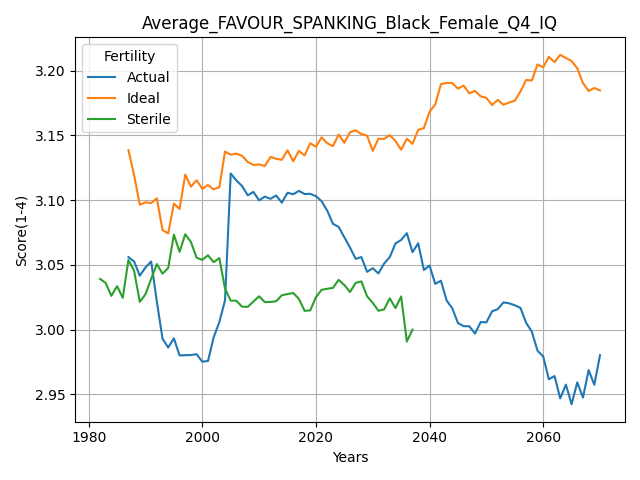 Average_FAVOUR_SPANKING_Black_Female_Q4_IQ
Fertility
Actual
Ideal
Sterile
Score(1-4)
3.20
3.15
3.10
3.05
3.00
2.95
1980
2000
2020
2040
2060
Years